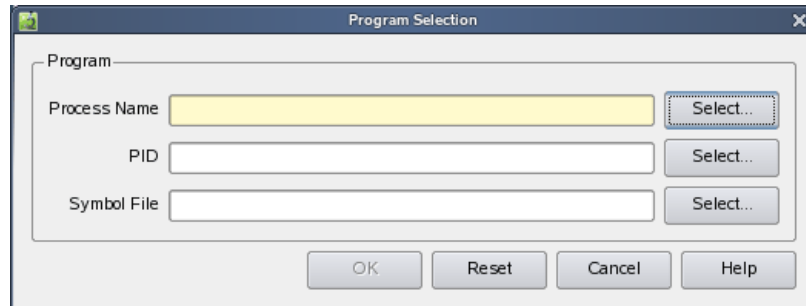 Program Selection
Program
Process Name Select...
PID Select...
Symbol File Select...
OK Reset Cancel Help